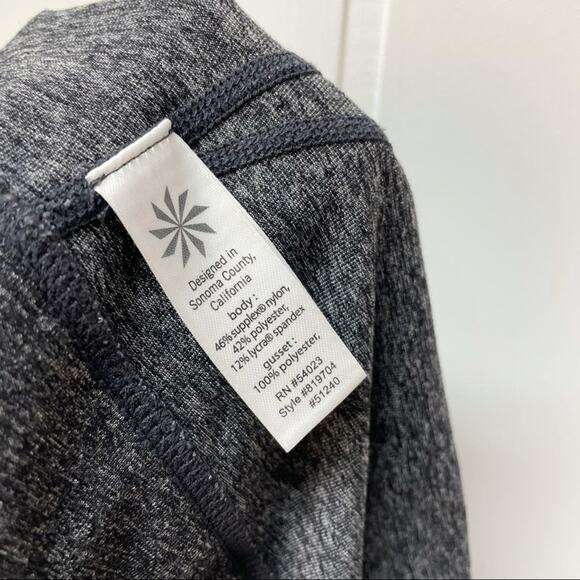 Designed in
Sonoma County,
California
body :
46%supplex®nylon,
42% polyester,
12% lycra®spandex
gusset :
100% polyester,
RN #54023
Style #819704
#51240